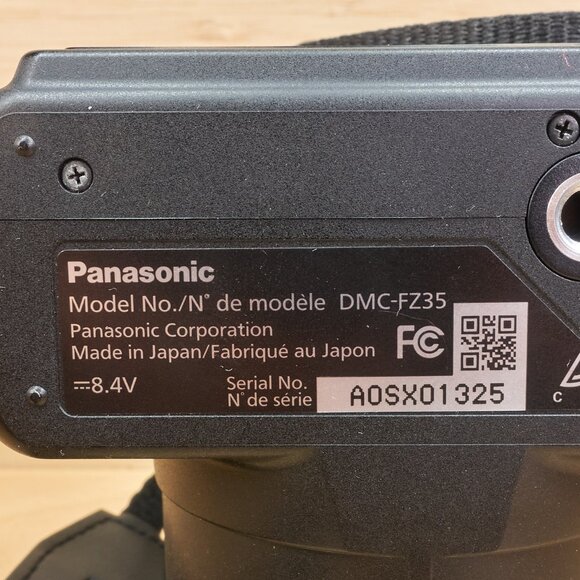 Panasonic
Model No./N° de modèle DMC-FZ35
Panasonic Corporation
Made in Japan/Fabriqué au Japon FC
⎓8.4V
Serial No.
N° de série A0SX01325
C